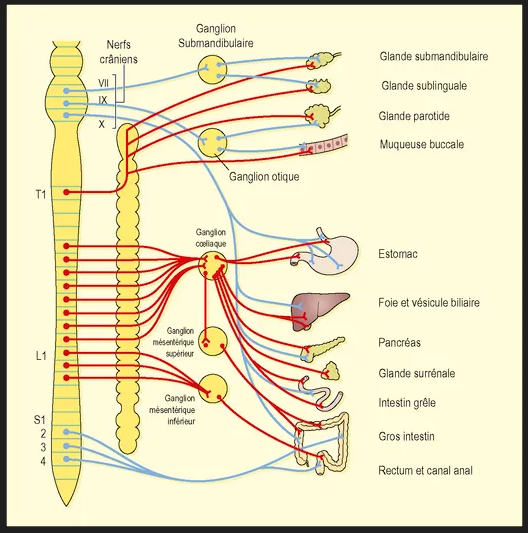 Ganglion
Submandibulaire
Nerfs
crâniens
VII
IX
X
Glande submandibulaire
Glande sublinguale
Glande parotide
Muqueuse buccale
Ganglion otique
T1
Ganglion
cœliaque
Estomac
Foie et vésicule biliaire
Ganglion
mésentérique
supérieur
Pancréas
L1
Glande surrénale
Ganglion
mésentérique
inférieur
Intestin grêle
S1
2
3
4
Gros intestin
Rectum et canal anal